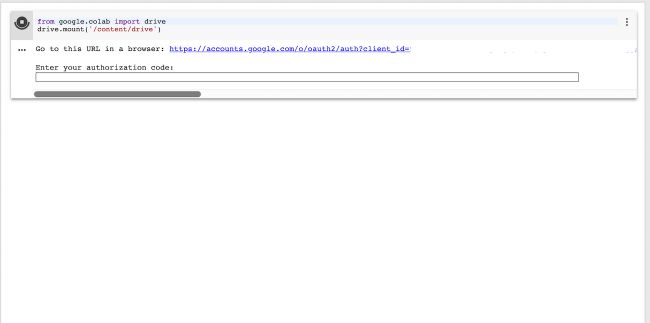 from google.colab import drive
drive.mount('/content/drive')
Go to this URL in a browser: https://accounts.google.com/o/oauth2/auth?client_id=
Enter your authorization code: